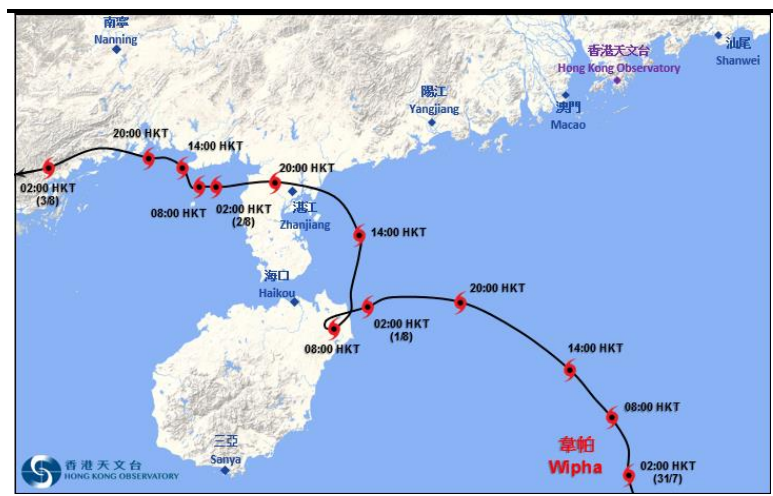 南寧
Nanning
汕尾
Shanwei
香港天文台
Hong Kong Observatory
陽江
Yangjiang
澳門
Macao
20:00 HKT
14:00 HKT
20:00 HKT
02:00 HKT
(3/8)
08:00 HKT
02:00 HKT
(2/8)
湛江
Zhanjiang
14:00 HKT
海口
Haikou
20:00 HKT
02:00 HKT
(1/8)
08:00 HKT
14:00 HKT
08:00 HKT
韋帕
Wipha
02:00 HKT
(31/7)
三亞
Sanya
香港天文台
HONG KONG OBSERVATORY